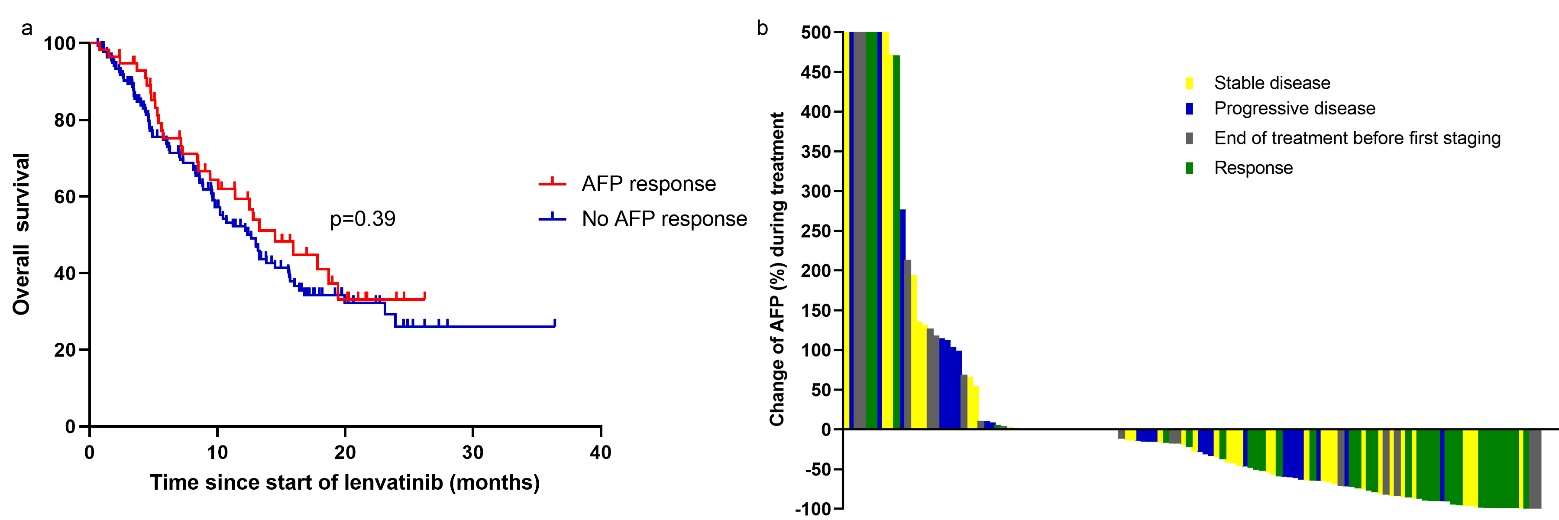 a
100
80
60
40
20
0
Overall survival
0 10 20 30 40
Time since start of lenvatinib (months)
p=0.39
AFP response
No AFP response
b
500
450
400
350
300
250
200
150
100
50
0
-50
-100
Change of AFP (%) during treatment
Stable disease
Progressive disease
End of treatment before first staging
Response